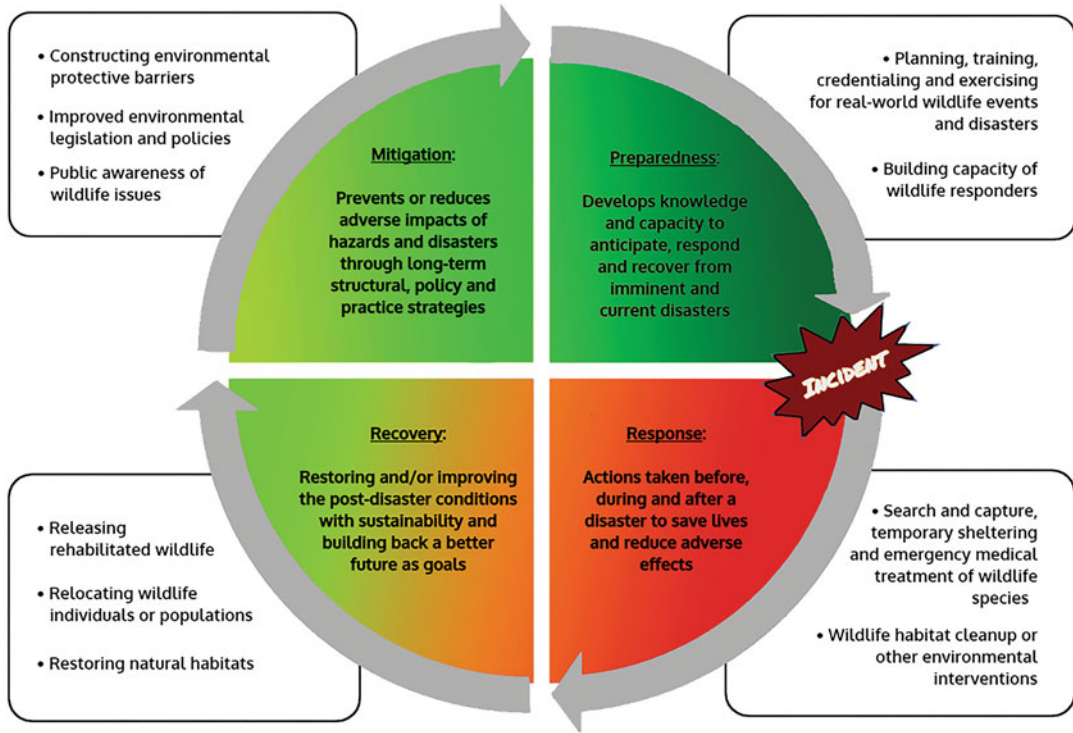 • Constructing environmental
protective barriers
• Improved environmental
legislation and policies
• Public awareness of
wildlife issues
Mitigation:
Prevents or reduces
adverse impacts of
hazards and disasters
through long-term
structural, policy and
practice strategies
Preparedness:
Develops knowledge
and capacity to
anticipate, respond
and recover from
imminent and
current disasters
• Planning, training,
credentialing and exercising
for real-world wildlife events
and disasters
• Building capacity of
wildlife responders
INCIDENT
Recovery:
Restoring and/or improving
the post-disaster conditions
with sustainability and
building back a better
future as goals
Response:
Actions taken before,
during and after a
disaster to save lives
and reduce adverse
effects
• Releasing
rehabilitated wildlife
• Relocating wildlife
individuals or populations
• Restoring natural habitats
• Search and capture,
temporary sheltering
and emergency medical
treatment of wildlife
species
• Wildlife habitat cleanup or
other environmental
interventions